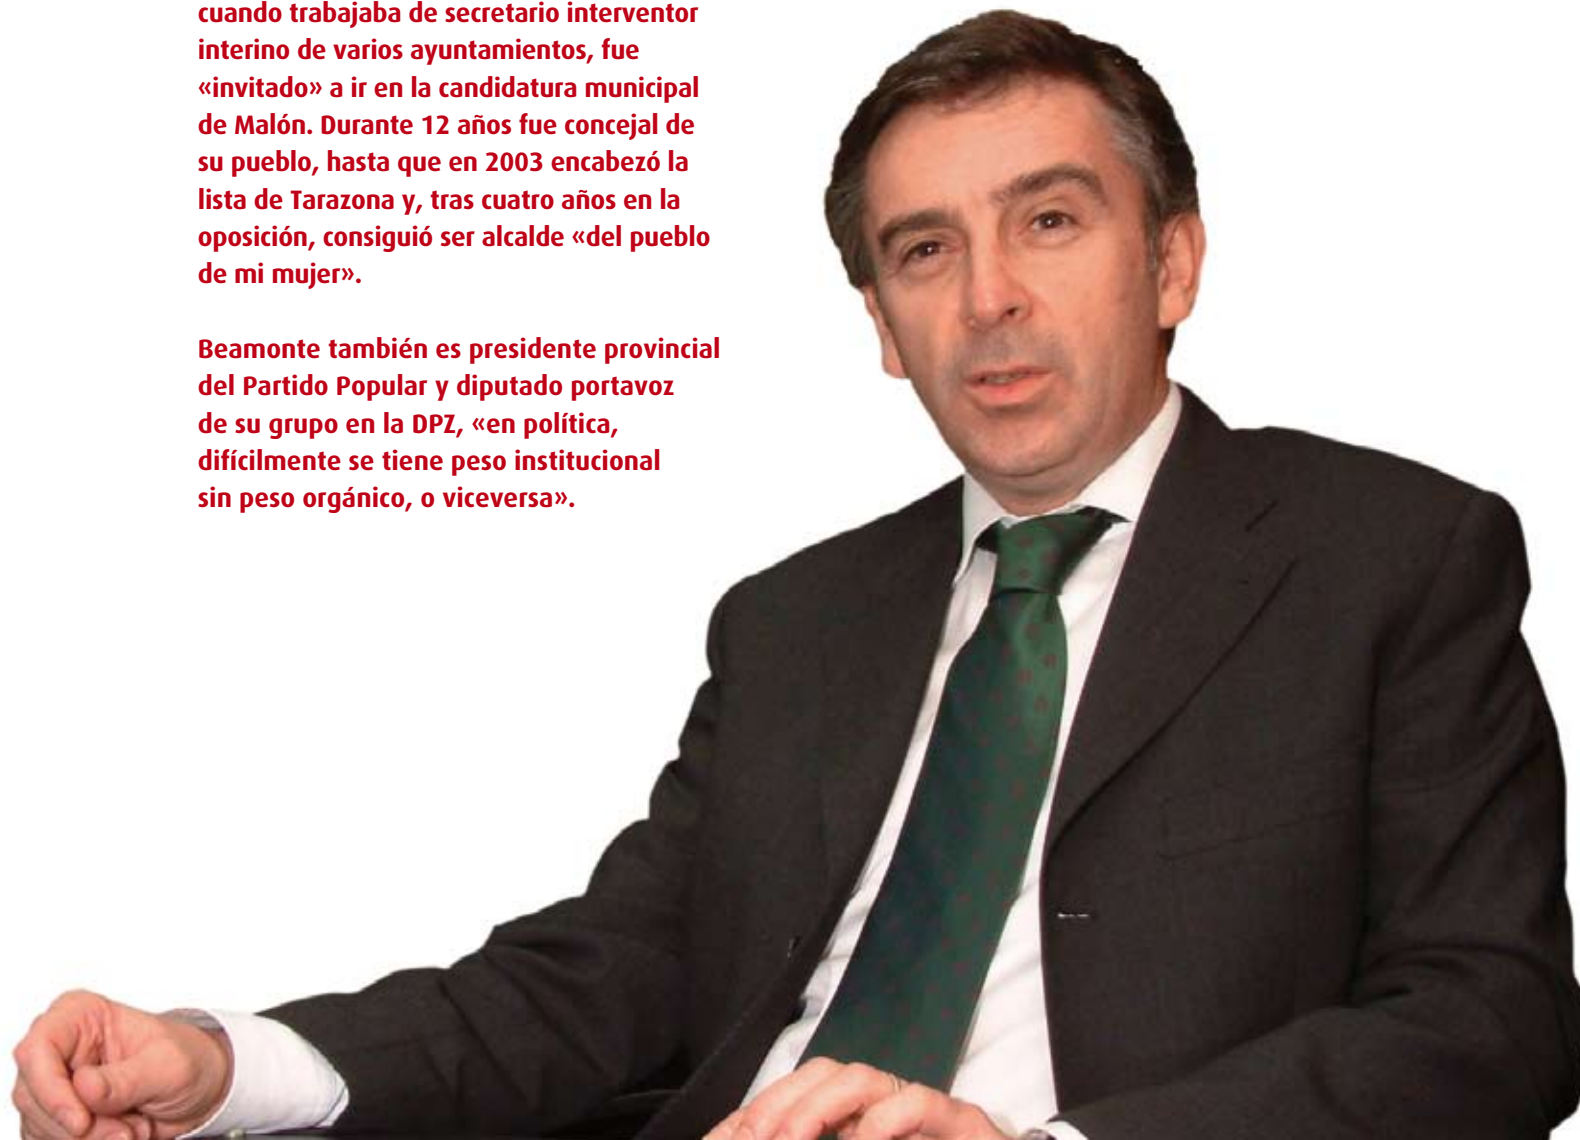 cuando trabajaba de secretario interventor
interino de varios ayuntamientos, fue
«invitado» a ir en la candidatura municipal
de Malón. Durante 12 años fue concejal de
su pueblo, hasta que en 2003 encabezó la
lista de Tarazona y, tras cuatro años en la
oposición, consiguió ser alcalde «del pueblo
de mi mujer».
Beamonte también es presidente provincial
del Partido Popular y diputado portavoz
de su grupo en la DPZ, «en política,
difícilmente se tiene peso institucional
sin peso orgánico, o viceversa».